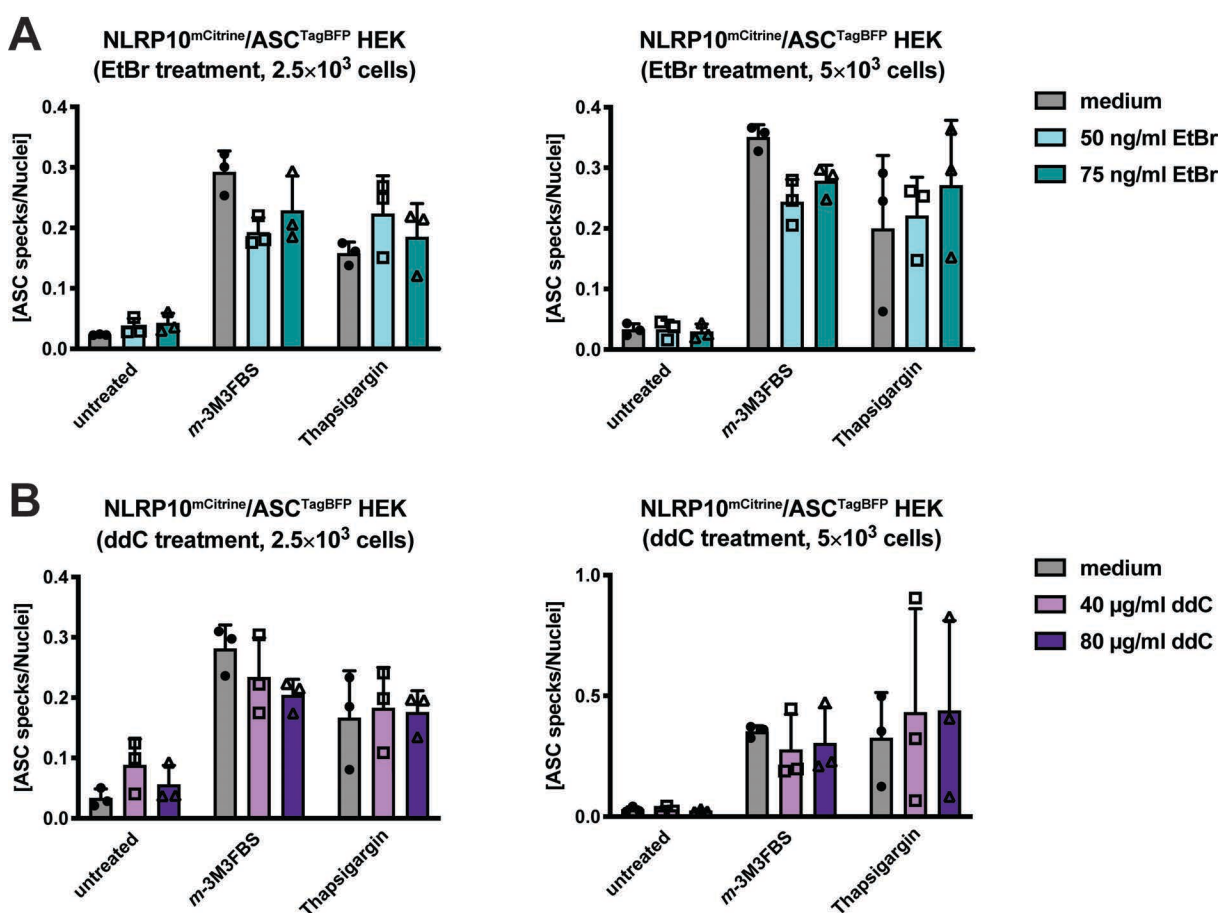 A
NLRP10mCitrine/ASCTagBFP HEK
(EtBr treatment, 2.5×10³ cells)
[ASC specks/Nuclei]
0.4
0.3
0.2
0.1
0.0
untreated
m-3M3FBS
Thapsigargin
NLRP10mCitrine/ASCTagBFP HEK
(EtBr treatment, 5×10³ cells)
[ASC specks/Nuclei]
0.4
0.3
0.2
0.1
0.0
untreated
m-3M3FBS
Thapsigargin
medium
50 ng/ml EtBr
75 ng/ml EtBr
B
NLRP10mCitrine/ASCTagBFP HEK
(ddC treatment, 2.5×10³ cells)
[ASC specks/Nuclei]
0.4
0.3
0.2
0.1
0.0
untreated
m-3M3FBS
Thapsigargin
NLRP10mCitrine/ASCTagBFP HEK
(ddC treatment, 5×10³ cells)
[ASC specks/Nuclei]
1.0
0.5
0.0
untreated
m-3M3FBS
Thapsigargin
medium
40 µg/ml ddC
80 µg/ml ddC